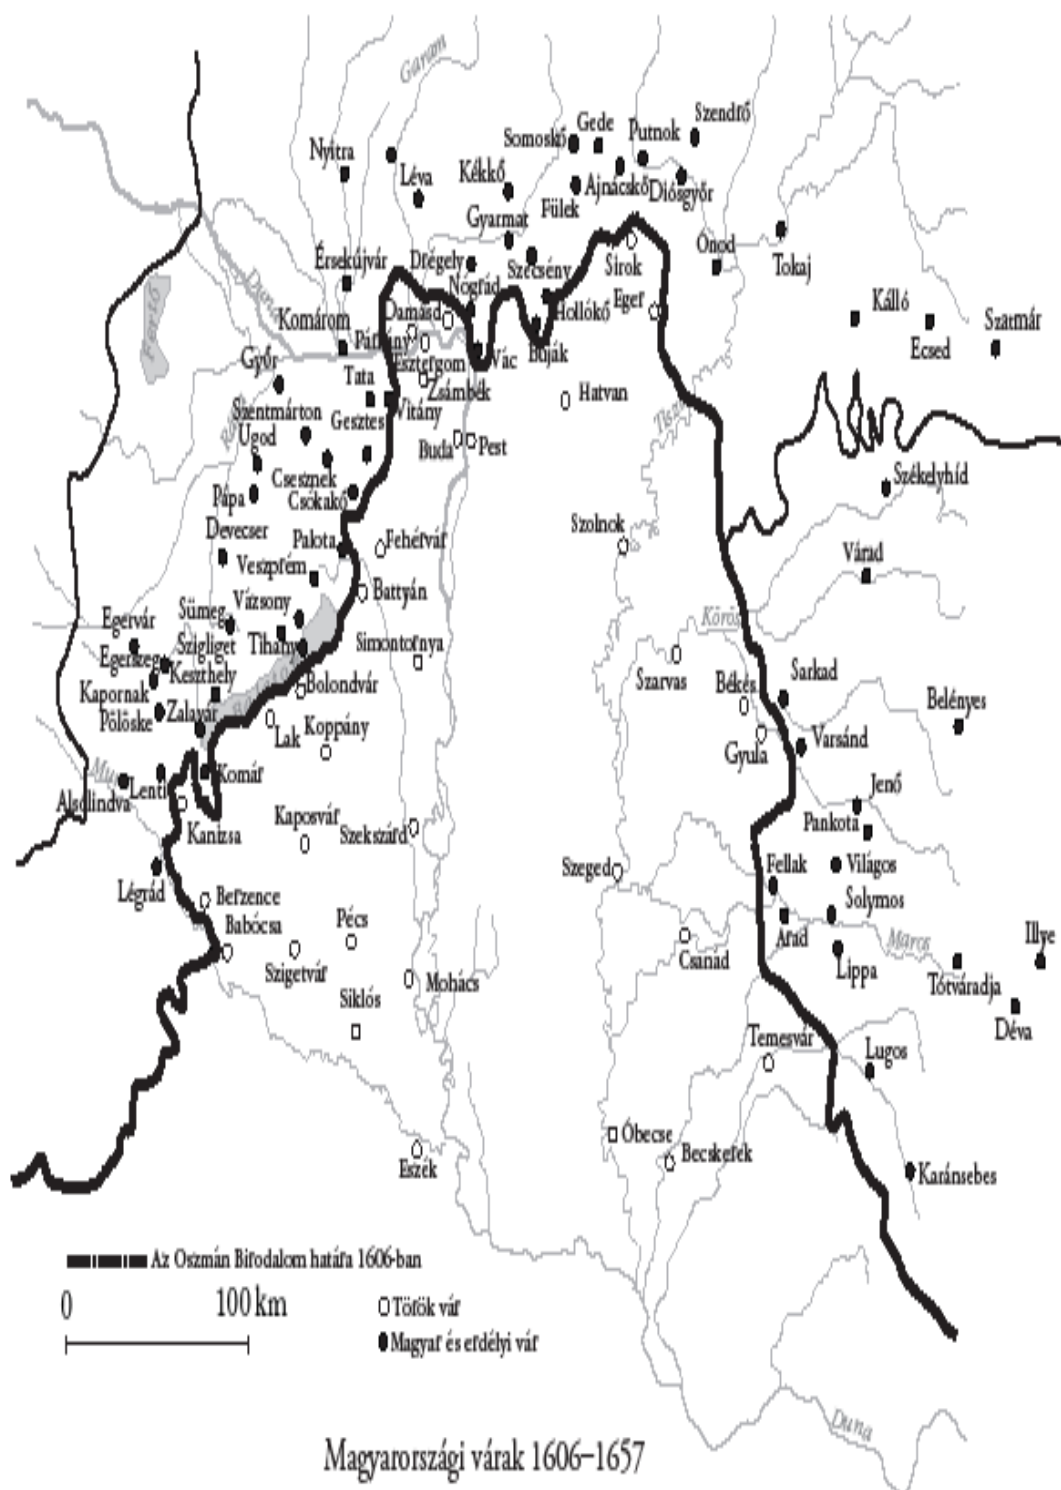 Garam
Szendrő
Gede
Putnok
Somoskő
Nyitra
Léva
Kékkő
Ajnácskő
Diósgyőr
Fülek
Gyarmat
Ónod
Tokaj
Sirok
Érsekújvár
Drégely
Szécsény
Nógrád
Duna
Fertő
Komárom
Damásd
Hollókő
Eger
Kálló
Szatmár
Ecsed
Párkány
Esztergom
Vác
Buják
Győr
Tata
Zsámbék
Vitány
Hatvan
Szentmárton
Gesztes
Tisza
Ugod
Buda
Pest
Csesznek
Székelyhíd
Pápa
Csókakő
Devecser
Palota
Fehérvár
Szolnok
Várad
Veszprém
Battyán
Sümeg
Vázsony
Egervár
Körös
Szigliget
Tihany
Simontornya
Egerszeg
Keszthely
Szarvas
Sarkad
Kapornak
Bolondvár
Békés
Belényes
Pölöske
Zalavár
Lak
Koppány
Varsánd
Gyula
Lenti
Komár
Alsólindva
Jenő
Kanizsa
Kaposvár
Szekszárd
Pankota
Szeged
Fellak
Világos
Légrád
Berzence
Solymos
Babócsa
Pécs
Arad
Maros
Illye
Csanád
Szigetvár
Lippa
Mohács
Tótváradja
Siklós
Déva
Temesvár
Lugos
Óbecse
Becskerek
Eszék
Karánsebes
Az Oszmán Birodalom határa 1606-ban
0 100 km
Török vár
Magyar és erdélyi vár
Duna
Magyarországi várak 1606–1657